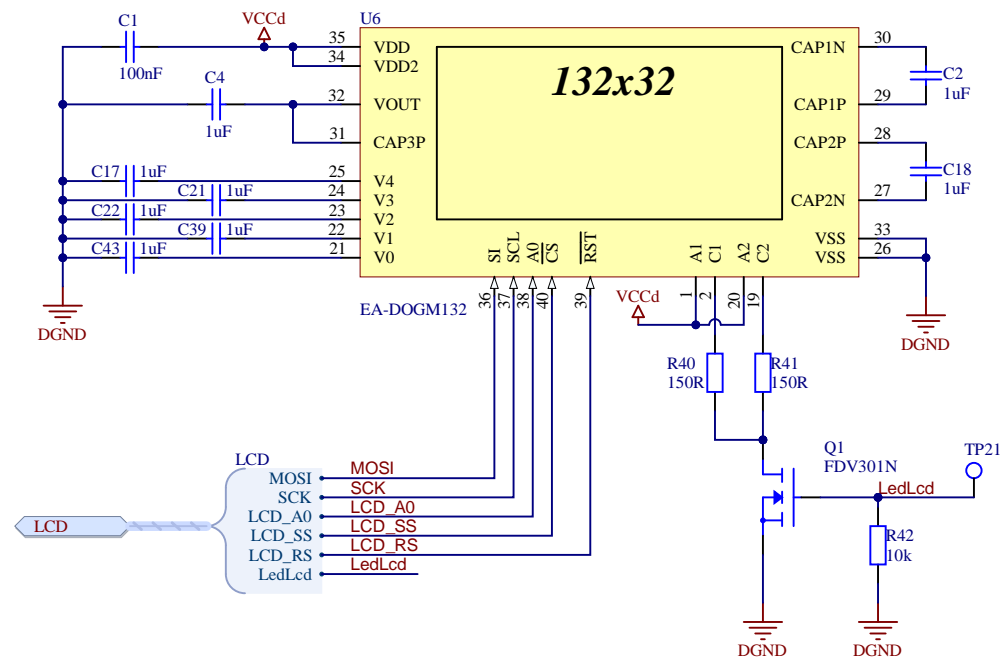 C1
100nF
VCCd
U6
35
VDD
34
VDD2
C4
1uF
32
VOUT
31
CAP3P
C17
1uF
25
V4
C21
1uF
24
V3
C22
1uF
23
V2
C39
1uF
22
V1
C43
1uF
21
V0
DGND
132x32
CAP1N
30
C2
1uF
CAP1P
29
CAP2P
28
C18
1uF
CAP2N
27
VSS
33
VSS
26
DGND
SI
SCL
A0
CS
RST
A1
C1
A2
C2
36
37
38
40
39
1
2
20
19
EA-DOGM132
VCCd
R40
150R
R41
150R
Q1
FDV301N
TP21
LedLcd
R42
10k
DGND
DGND
LCD
LCD
MOSI
MOSI
SCK
SCK
LCD_A0
LCD_A0
LCD_SS
LCD_SS
LCD_RS
LCD_RS
LedLcd
LedLcd